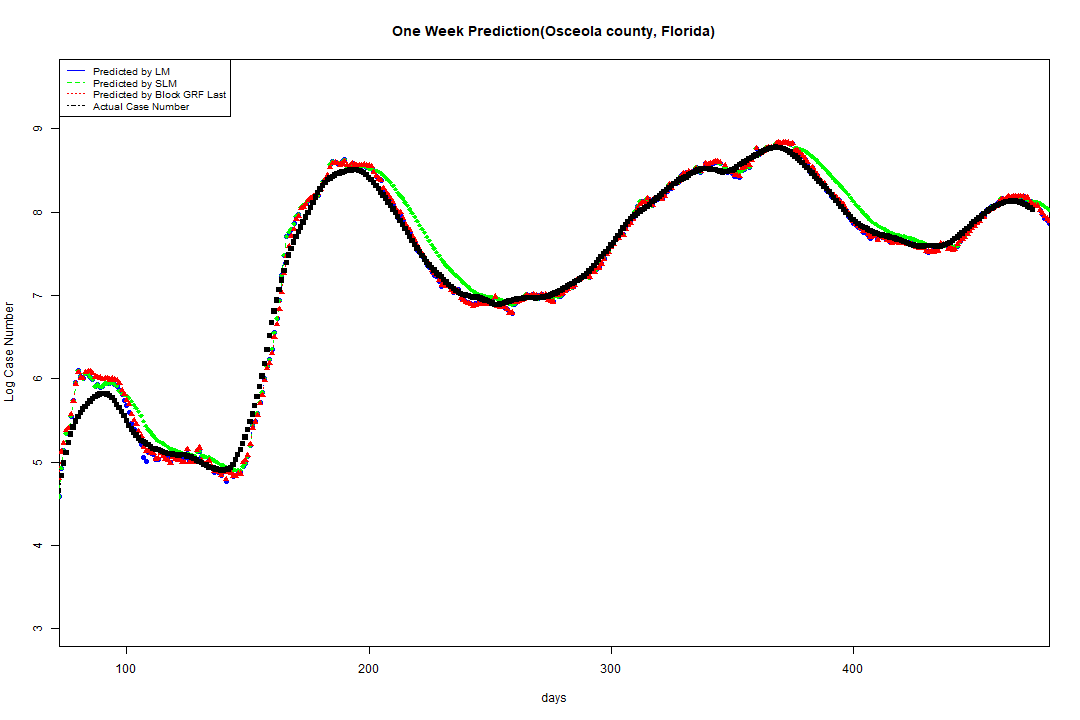 One Week Prediction(Osceola county, Florida)
Predicted by LM
Predicted by SLM
Predicted by Block GRF Last
Actual Case Number
9
8
7
6
5
4
3
Log Case Number
100 200 300 400
days